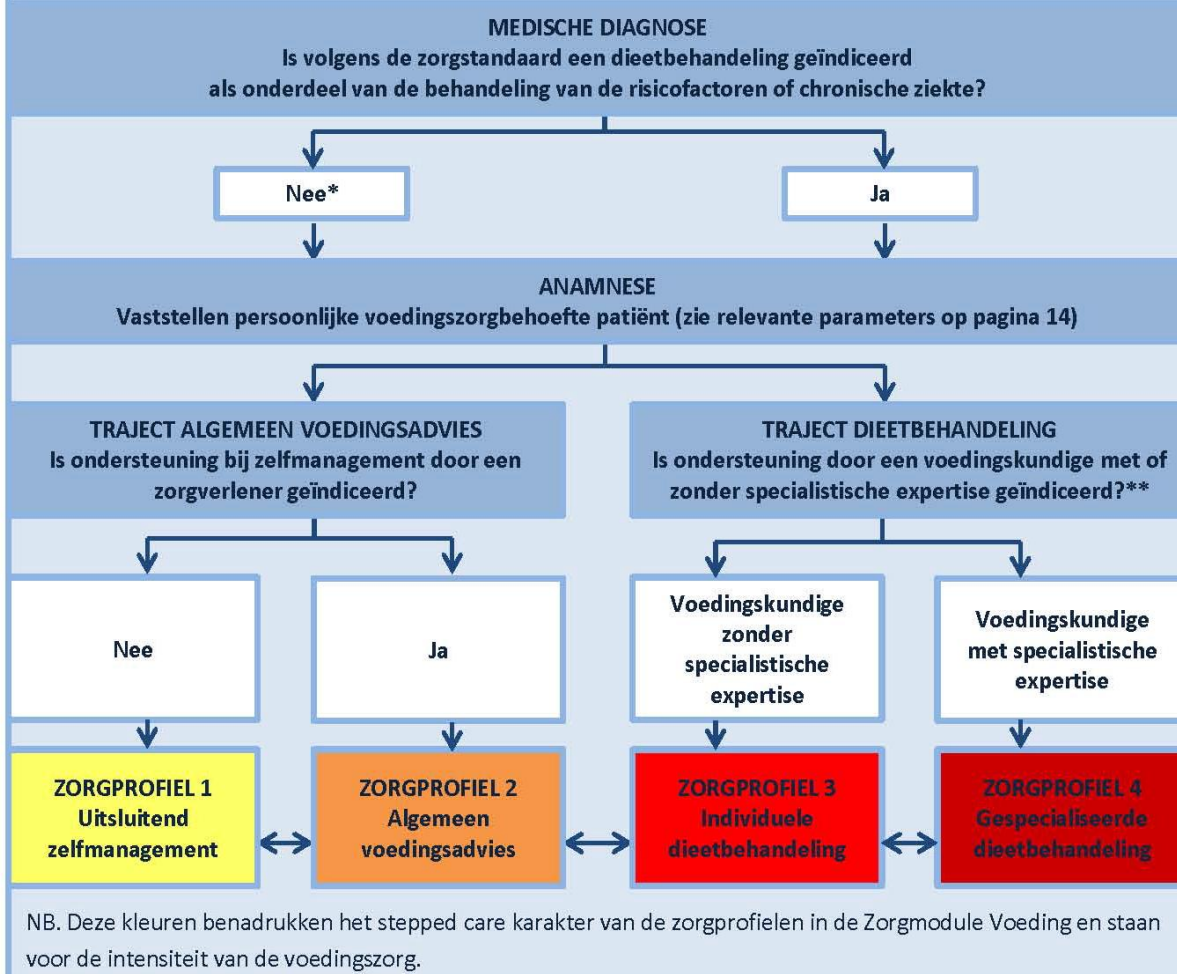 MEDISCHE DIAGNOSE
Is volgens de zorgstandaard een dieetbehandeling geïndiceerd
als onderdeel van de behandeling van de risicofactoren of chronische ziekte?
Nee*
Ja
ANAMNESE
Vaststellen persoonlijke voedingszorgbehoefte patiënt (zie relevante parameters op pagina 14)
TRAJECT ALGEMEEN VOEDINGSADVIES
Is ondersteuning bij zelfmanagement door een
zorgverlener geïndiceerd?
TRAJECT DIEETBEHANDELING
Is ondersteuning door een voedingskundige met of
zonder specialistische expertise geïndiceerd?**
Nee
Ja
Voedingskundige
zonder
specialistische
expertise
Voedingskundige
met specialistische
expertise
ZORGPROFIEL 1
Uitsluitend
zelfmanagement
ZORGPROFIEL 2
Algemeen
voedingsadvies
ZORGPROFIEL 3
Individuele
dieetbehandeling
ZORGPROFIEL 4
Gespecialiseerde
dieetbehandeling
NB. Deze kleuren benadrukken het stepped care karakter van de zorgprofielen in de Zorgmodule Voeding en staan
voor de intensiteit van de voedingszorg.